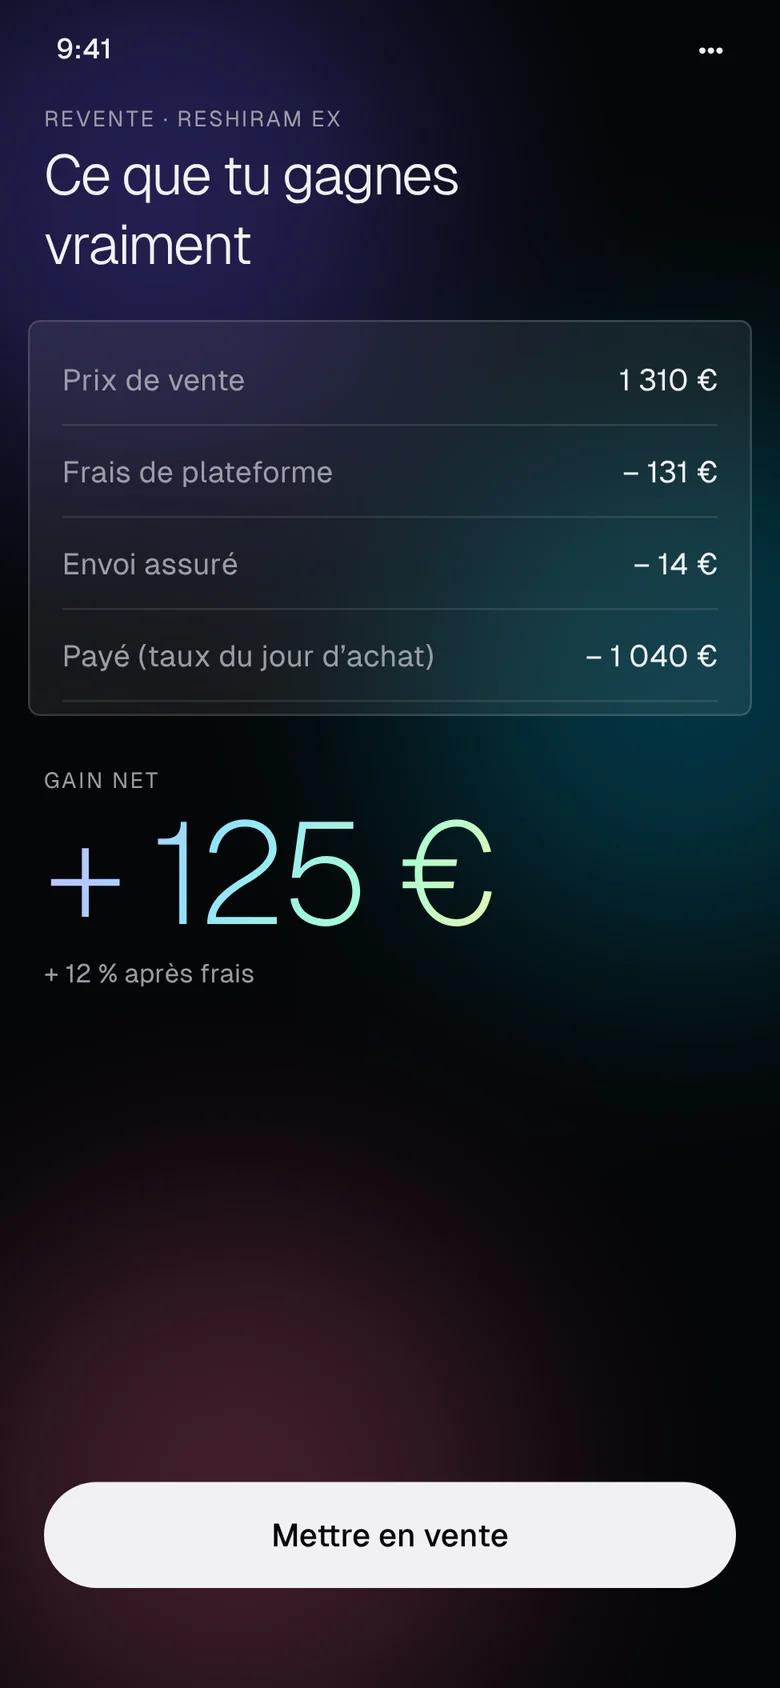 9:41
REVENTE · RESHIRAM EX
Ce que tu gagnes
vraiment
Prix de vente 1 310 €
Frais de plateforme – 131 €
Envoi assuré – 14 €
Payé (taux du jour d’achat) – 1 040 €
GAIN NET
+ 125 €
+ 12 % après frais
Mettre en vente